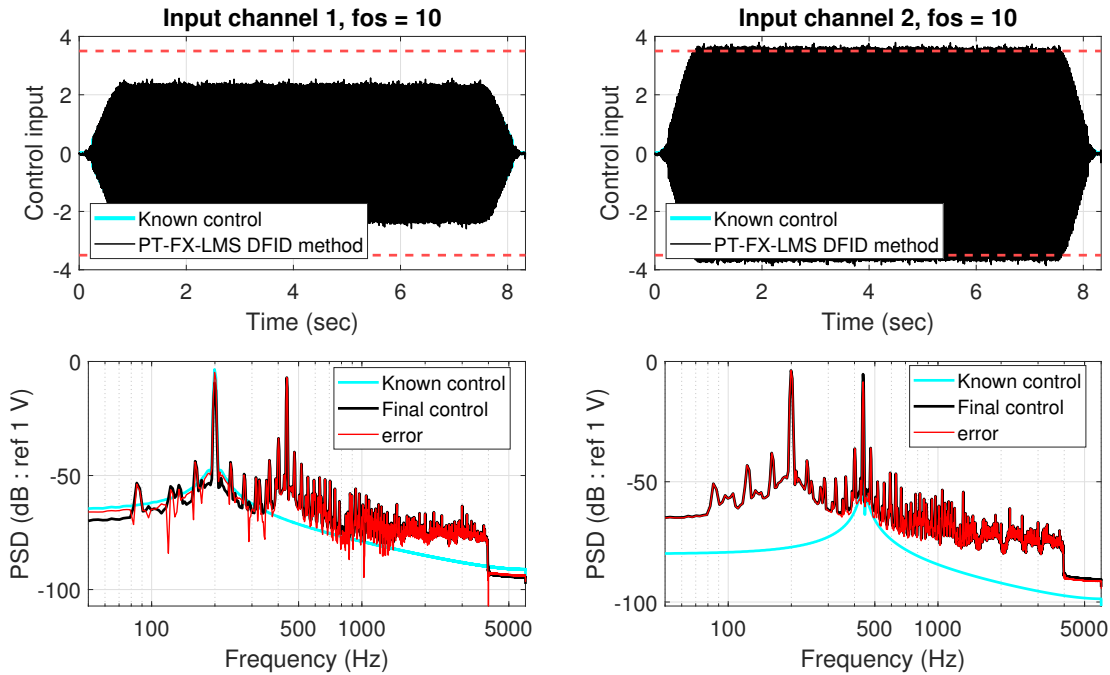 Input channel 1, fos = 10
4
2
0
-2
-4
Control input
Known control
PT-FX-LMS DFID method
0
2
4
6
8
Time (sec)
Input channel 2, fos = 10
4
2
0
-2
-4
Control input
Known control
PT-FX-LMS DFID method
0
2
4
6
8
Time (sec)
0
-50
-100
PSD (dB : ref 1 V)
Known control
Final control
error
100
500
1000
5000
Frequency (Hz)
0
-50
-100
PSD (dB : ref 1 V)
Known control
Final control
error
100
500
1000
5000
Frequency (Hz)